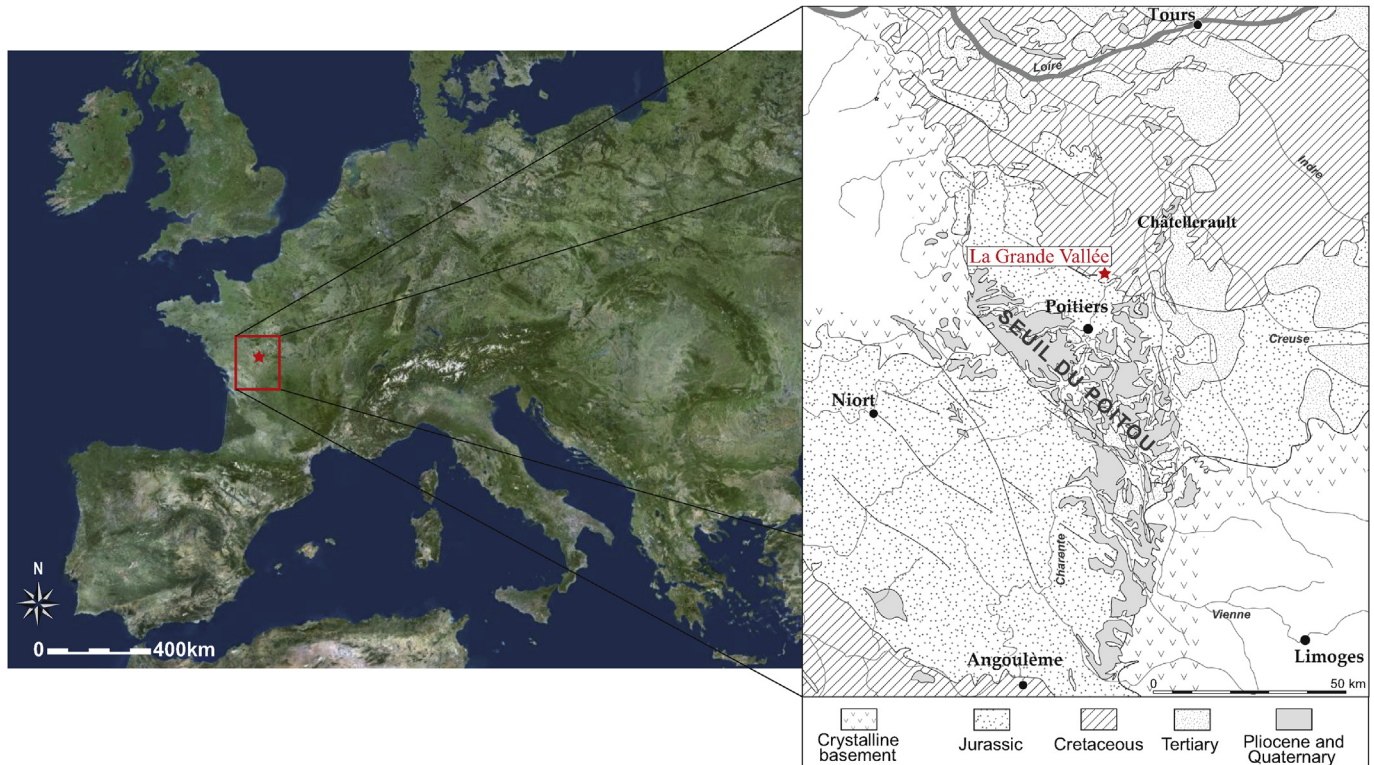 N
0 400km
Tours
Loire
Indre
Châtellerault
La Grande Vallée
Poitiers
SEUIL DU POITOU
Creuse
Niort
Charente
Vienne
Angoulème
Limoges
0 50 km
Crystalline
basement
Jurassic
Cretaceous
Tertiary
Pliocene and
Quaternary